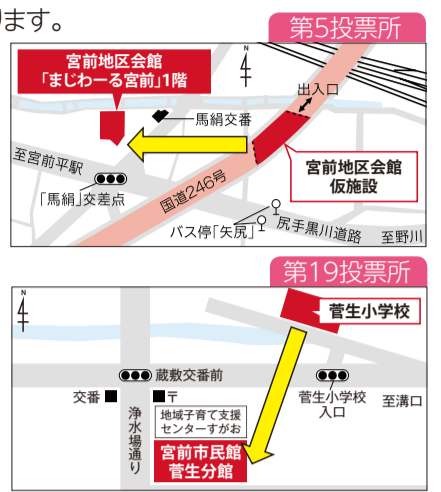 ります。
第5投票所
宮前地区会館
「まじわーる宮前」1階
出入口
馬絹交番
至宮前平駅
宮前地区会館
仮施設
国道246号
「馬絹」交差点
バス停「矢尻」
尻手黒川道路
至野川
第19投票所
菅生小学校
蔵敷交番前
交番
〒
菅生小学校
入口
至溝口
浄水場通り
地域子育て支援
センターすがお
宮前市民館
菅生分館